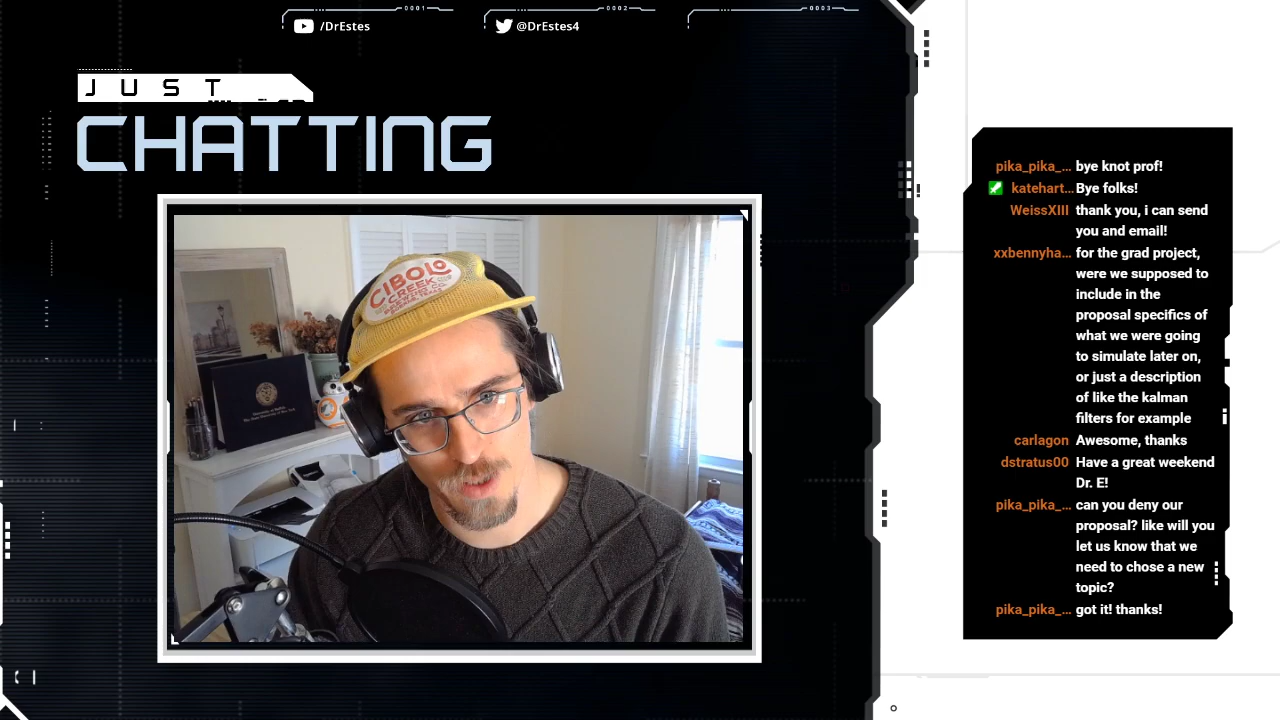 0001
0002
0003
/DrEstes
@DrEstes4
JUST
CHATTING
CIBOLO
CREEK
pika_pika_... bye knot prof!
katehart... Bye folks!
WeissXIII thank you, i can send
you and email!
xxbennyha... for the grad project,
were we supposed to
include in the
proposal specifics of
what we were going
to simulate later on,
or just a description
of like the kalman
filters for example
carlagon Awesome, thanks
dstratus00 Have a great weekend
Dr. E!
pika_pika_... can you deny our
proposal? like will you
let us know that we
need to chose a new
topic?
pika_pika_... got it! thanks!